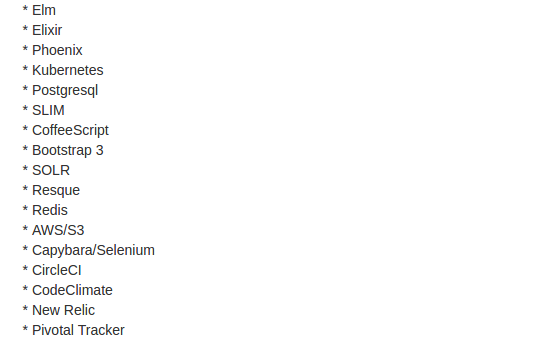 * Elm
* Elixir
* Phoenix
* Kubernetes
* Postgresql
* SLIM
* CoffeeScript
* Bootstrap 3
* SOLR
* Resque
* Redis
* AWS/S3
* Capybara/Selenium
* CircleCI
* CodeClimate
* New Relic
* Pivotal Tracker